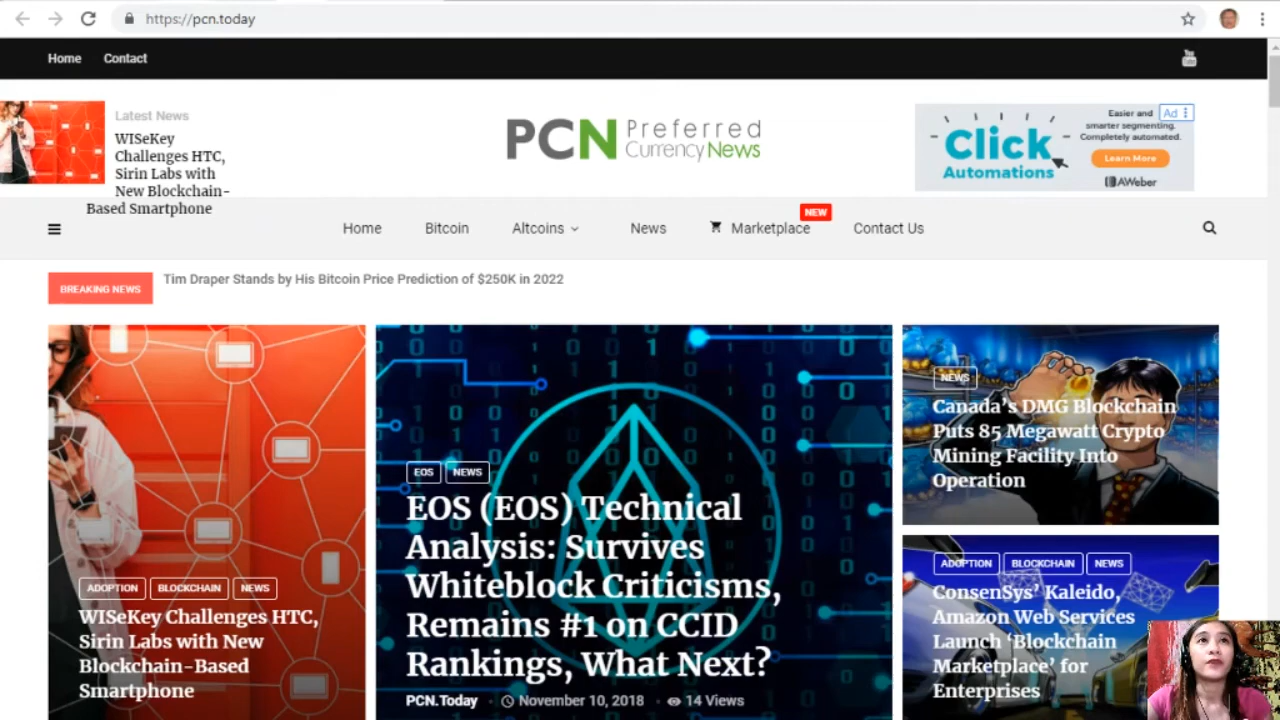 https://pcn.today
Home Contact
You
Tube
Latest News
WISeKey
Challenges HTC,
Sirin Labs with
New Blockchain-
Based Smartphone
PCN Preferred
CurrencyNews
Ad
Easier and
smarter segmenting.
Completely automated.
Click
Automations
Learn More
AWeber
Home Bitcoin Altcoins News Marketplace NEW Contact Us
BREAKING NEWS Tim Draper Stands by His Bitcoin Price Prediction of $250K in 2022
ADOPTION BLOCKCHAIN NEWS
WISeKey Challenges HTC,
Sirin Labs with New
Blockchain-Based
Smartphone
EOS NEWS
EOS (EOS) Technical
Analysis: Survives
Whiteblock Criticisms,
Remains #1 on CCID
Rankings, What Next?
PCN.Today November 10, 2018 14 Views
NEWS
Canada's DMG Blockchain
Puts 85 Megawatt Crypto
Mining Facility Into
Operation
ADOPTION BLOCKCHAIN NEWS
ConsenSys' Kaleido,
Amazon Web Services
Launch 'Blockchain
Marketplace' for
Enterprises